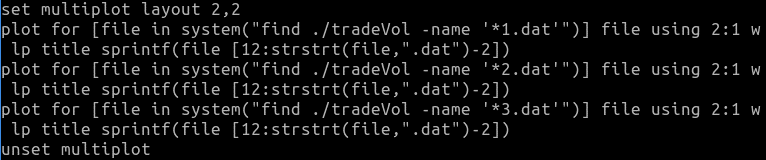 set multiplot layout 2,2
plot for [file in system("find ./tradeVol -name '*1.dat'")] file using 2:1 w
 lp title sprintf(file [12:strstrt(file,".dat")-2])
plot for [file in system("find ./tradeVol -name '*2.dat'")] file using 2:1 w
 lp title sprintf(file [12:strstrt(file,".dat")-2])
plot for [file in system("find ./tradeVol -name '*3.dat'")] file using 2:1 w
 lp title sprintf(file [12:strstrt(file,".dat")-2])
unset multiplot